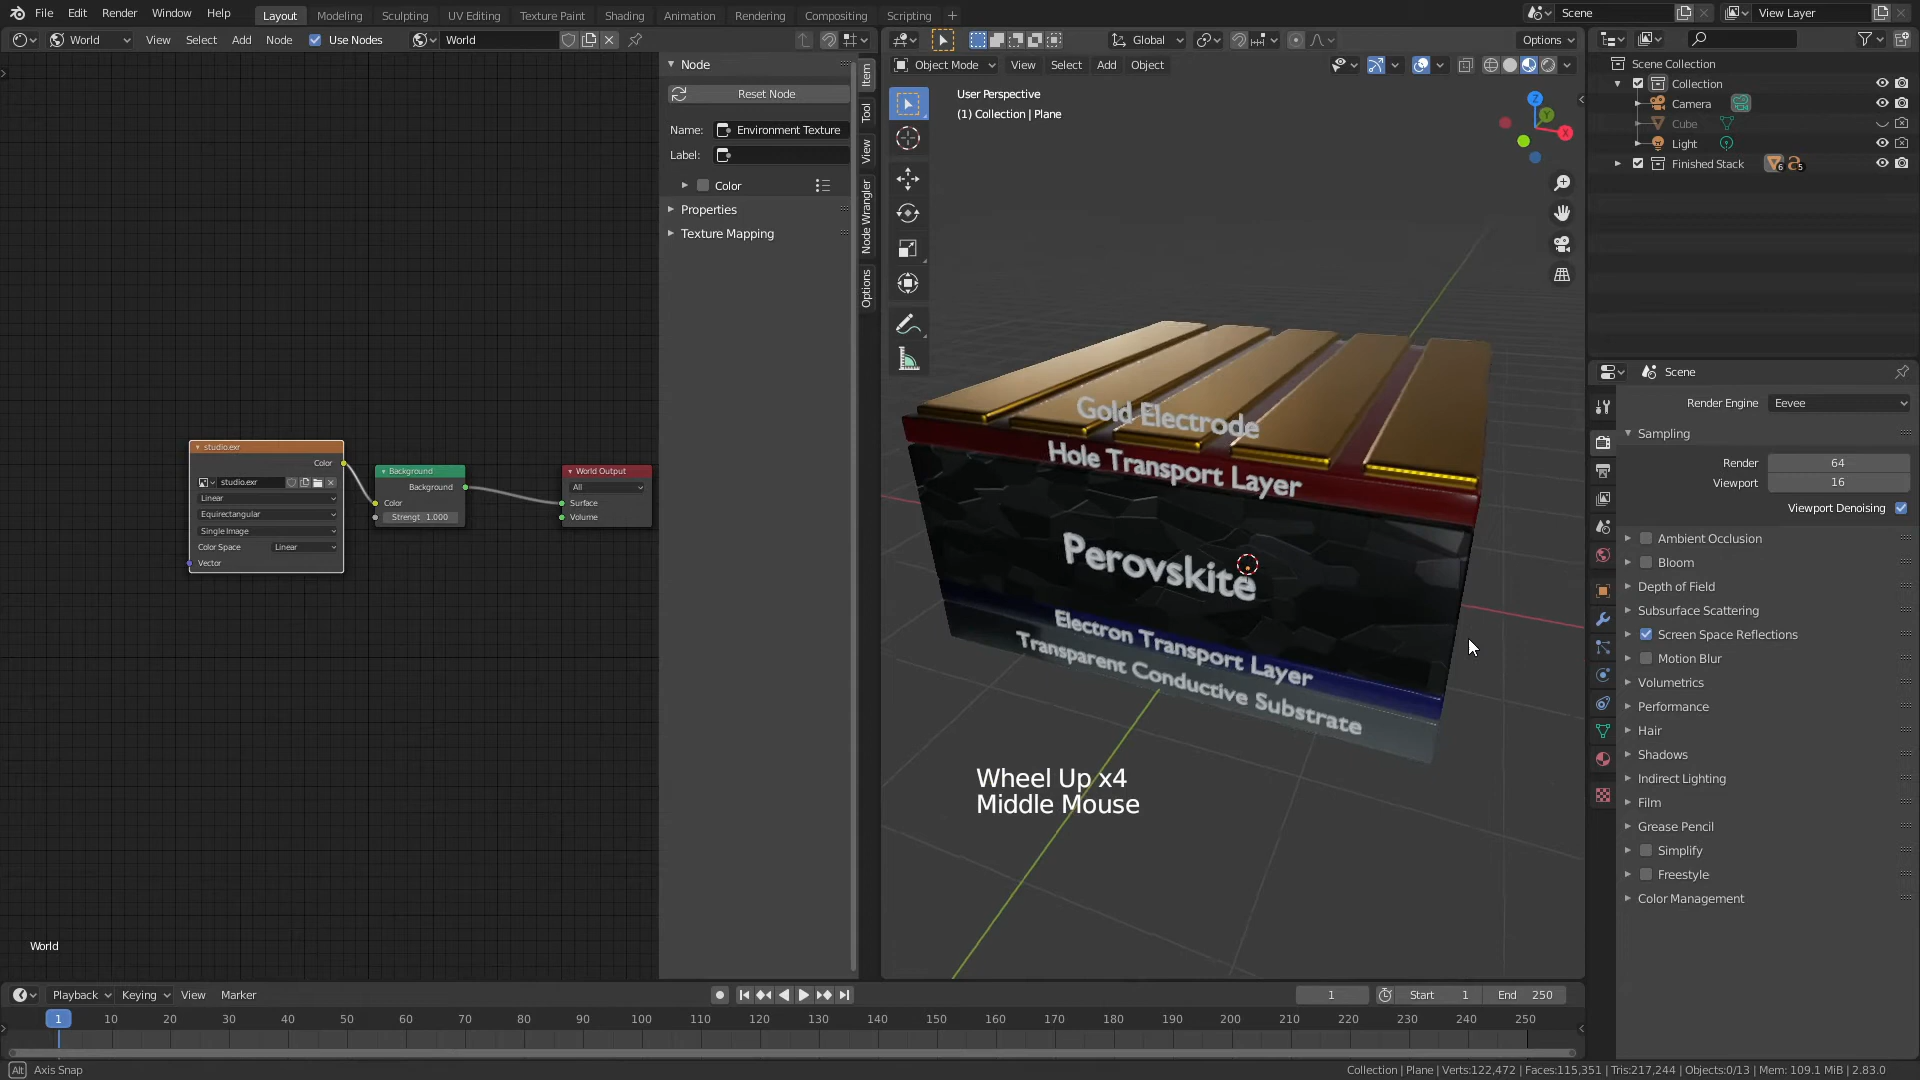 File Edit Render Window Help Layout Modeling Sculpting UV Editing Texture Paint Shading Animation Rendering Compositing Scripting + Scene View Layer
World View Select Add Node Use Nodes World Global Options
Node
Reset Node
Name: Environment Texture
Label:
Color
Properties
Texture Mapping
Item
Tool
View
Node Wrangler
Options
studio.exr
Color
studio.exr
Linear
Equirectangular
Single Image
Color Space Linear
Vector
Background
Background
Color
Strengt 1.000
World Output
All
Surface
Volume
World
Object Mode View Select Add Object
User Perspective
(1) Collection | Plane
Z
Y
X
Gold Electrode
Hole Transport Layer
Perovskite
Electron Transport Layer
Transparent Conductive Substrate
Wheel Up x4
Middle Mouse
Scene Collection
Collection
Camera
Cube
Light
Finished Stack 6 5
Scene
Render Engine Eevee
Sampling
Render 64
Viewport 16
Viewport Denoising
Ambient Occlusion
Bloom
Depth of Field
Subsurface Scattering
Screen Space Reflections
Motion Blur
Volumetrics
Performance
Hair
Shadows
Indirect Lighting
Film
Grease Pencil
Simplify
Freestyle
Color Management
Playback Keying View Marker 1 Start 1 End 250
1 10 20 30 40 50 60 70 80 90 100 110 120 130 140 150 160 170 180 190 200 210 220 230 240 250
Alt Axis Snap Collection | Plane | Verts:122,472 | Faces:115,351 | Tris:217,244 | Objects:0/13 | Mem: 109.1 MiB | 2.83.0